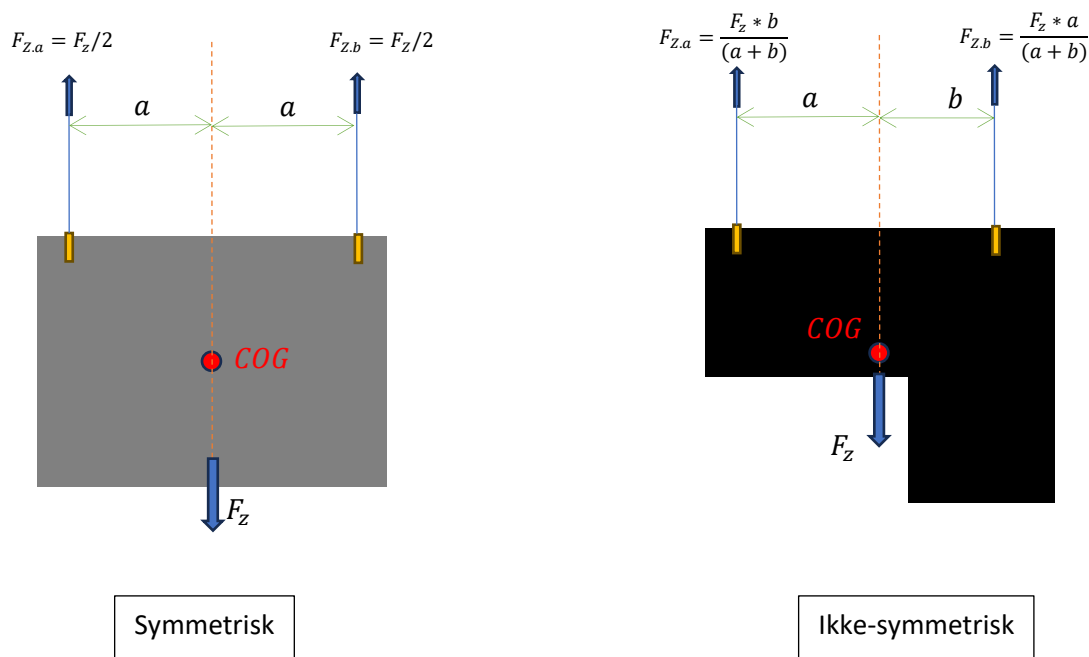 F_{Z.a} = F_z/2
F_{Z.b} = F_Z/2
a
a
COG
F_z
Symmetrisk
F_{Z.a} = \frac{F_z * b}{(a + b)}
F_{Z.b} = \frac{F_z * a}{(a + b)}
a
b
COG
F_z
Ikke-symmetrisk